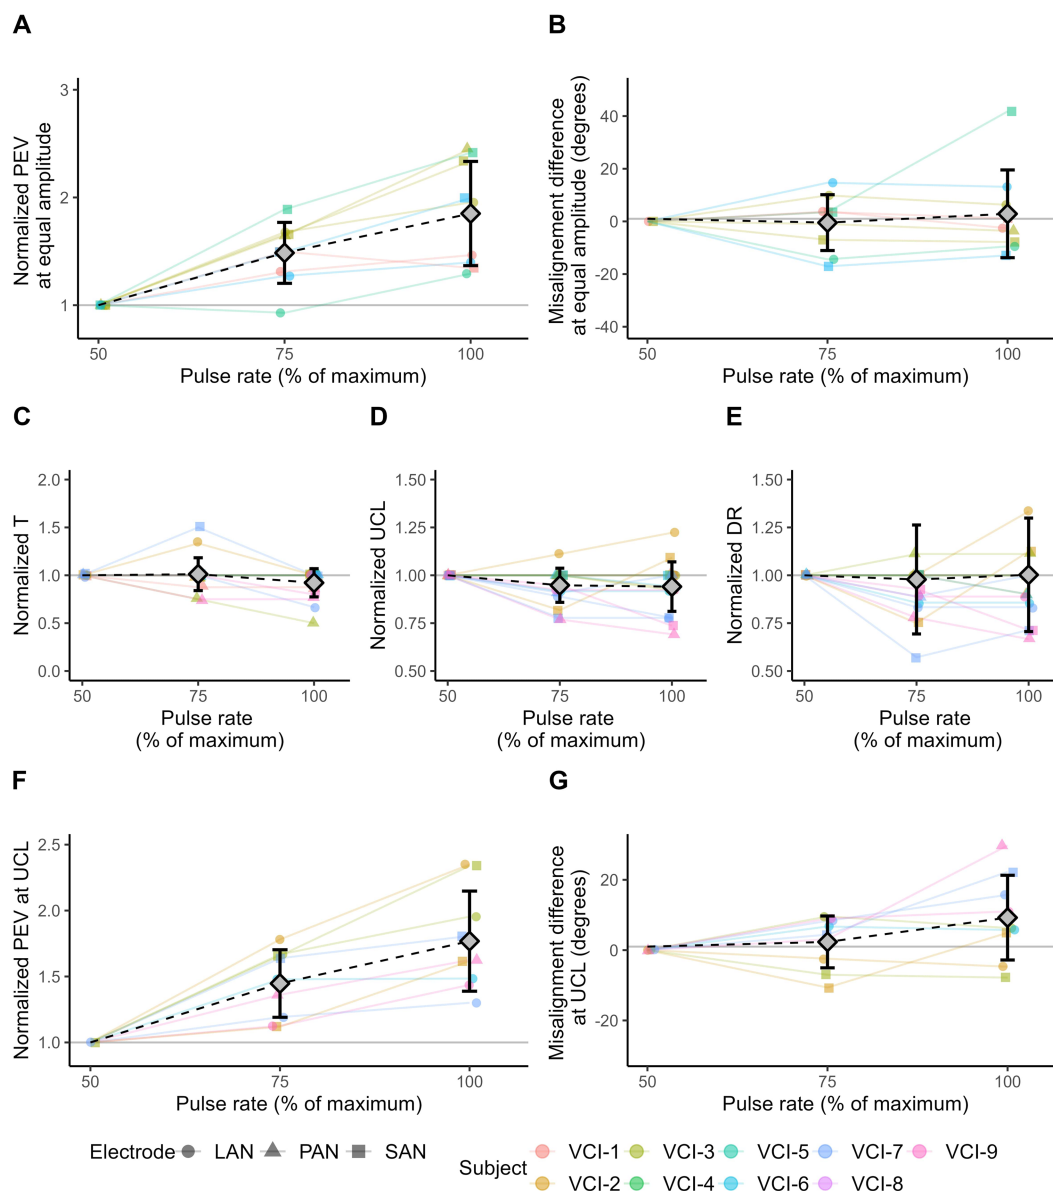 A
B
Normalized PEV
at equal amplitude
3
2
1
50
75
100
Pulse rate (% of maximum)
Misalignment difference
at equal amplitude (degrees)
40
20
0
-20
-40
50
75
100
Pulse rate (% of maximum)
C
D
E
Normalized T
2.0
1.5
1.0
0.5
0.0
50
75
100
Pulse rate
(% of maximum)
Normalized UCL
1.50
1.25
1.00
0.75
0.50
50
75
100
Pulse rate
(% of maximum)
Normalized DR
1.50
1.25
1.00
0.75
0.50
50
75
100
Pulse rate
(% of maximum)
F
G
Normalized PEV at UCL
2.5
2.0
1.5
1.0
50
75
100
Pulse rate (% of maximum)
Misalignment difference
at UCL (degrees)
20
0
-20
50
75
100
Pulse rate (% of maximum)
Electrode LAN PAN SAN
Subject
VCI-1 VCI-3 VCI-5 VCI-7 VCI-9
VCI-2 VCI-4 VCI-6 VCI-8